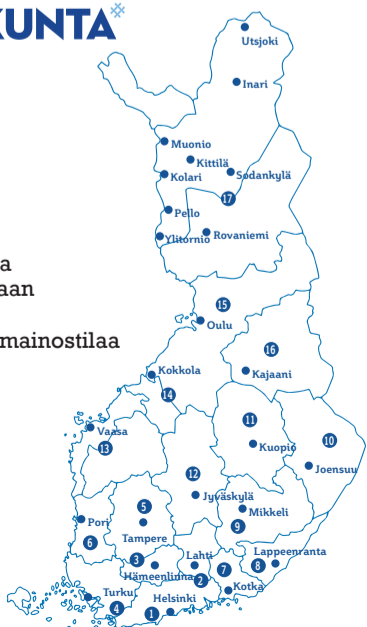 KUNTA
Utsjoki
Inari
Muonio
Kittilä
Kolari
Sodankylä
17
Pello
Ylitornio
Rovaniemi
a
aan
15
Oulu
mainostilaa
16
Kokkola
Kajaani
14
11
Vaasa
10
13
Kuopio
12
Joensuu
5
Jyväskylä
Mikkeli
Pori
9
6
Tampere
Lappeenranta
3
Lahti
7
8
Hämeenlinna
2
Kotka
Turku
4
Helsinki
1